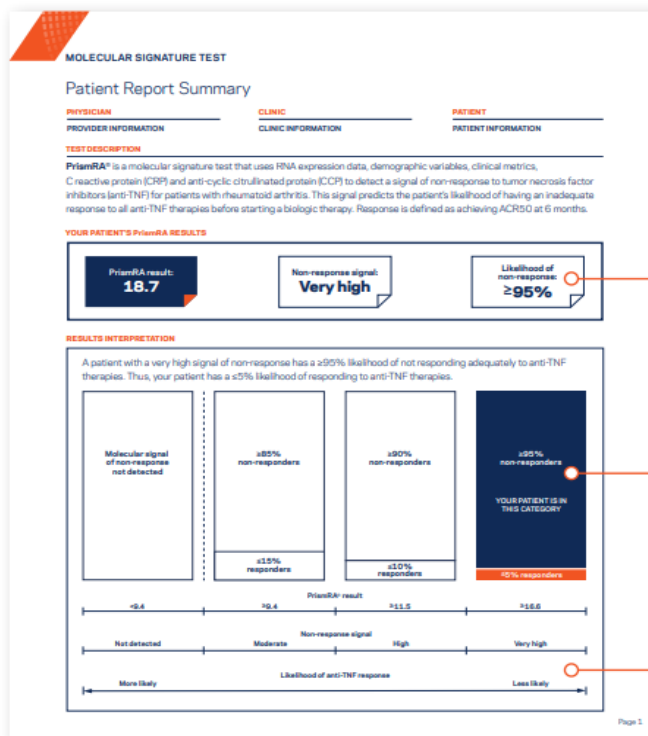 MOLECULAR SIGNATURE TEST
Patient Report Summary
PHYSICIAN CLINIC PATIENT
PROVIDER INFORMATION CLINIC INFORMATION PATIENT INFORMATION
TEST DESCRIPTION
PrismRA® is a molecular signature test that uses RNA expression data, demographic variables, clinical metrics,
C reactive protein (CRP) and anti-cyclic citrullinated protein (CCP) to detect a signal of non-response to tumor necrosis factor
inhibitors (anti-TNF) for patients with rheumatoid arthritis. This signal predicts the patient's likelihood of having an inadequate
response to all anti-TNF therapies before starting a biologic therapy. Response is defined as achieving ACR50 at 6 months.
YOUR PATIENT'S PrismRA RESULTS
PrismRA result:
18.7
Non-response signal:
Very high
Likelihood of
non-response:
≥95%
RESULTS INTERPRETATION
A patient with a very high signal of non-response has a ≥95% likelihood of not responding adequately to anti-TNF
therapies. Thus, your patient has a ≤5% likelihood of responding to anti-TNF therapies.
Molecular signal
of non-response
not detected
≥85%
non-responders
≤15%
responders
≥90%
non-responders
≤10%
responders
≥95%
non-responders
YOUR PATIENT IS IN
THIS CATEGORY
≤5% responders
PrismRA® result
<9.4 ≥9.4 ≥11.5 ≥16.6
Non-response signal
Not detected Moderate High Very high
Likelihood of anti-TNF response
More likely Less likely
Page 1